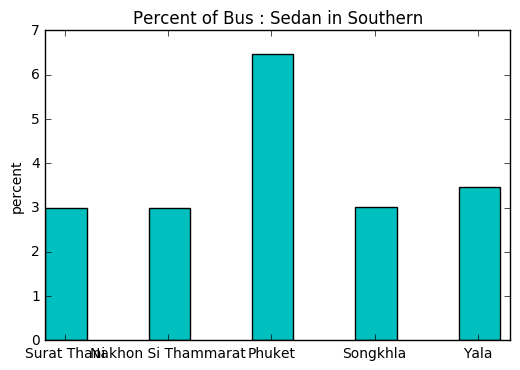 Percent of Bus : Sedan in Southern
7
6
5
4
3
2
1
0
percent
Surat Thani Nakhon Si Thammarat Phuket Songkhla Yala